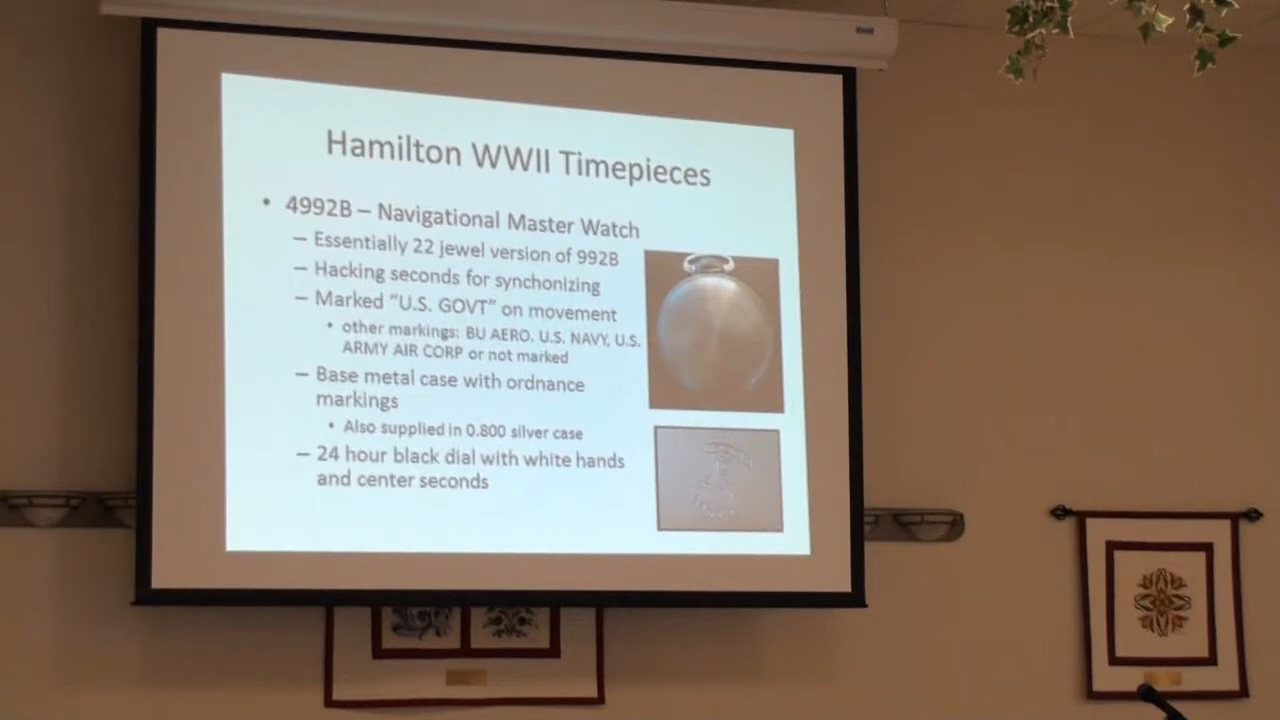 Hamilton WWII Timepieces
• 4992B – Navigational Master Watch
– Essentially 22 jewel version of 992B
– Hacking seconds for synchonizing
– Marked “U.S. GOVT” on movement
• other markings: BU AERO. U.S. NAVY, U.S.
ARMY AIR CORP or not marked
– Base metal case with ordnance
markings
• Also supplied in 0.800 silver case
– 24 hour black dial with white hands
and center seconds